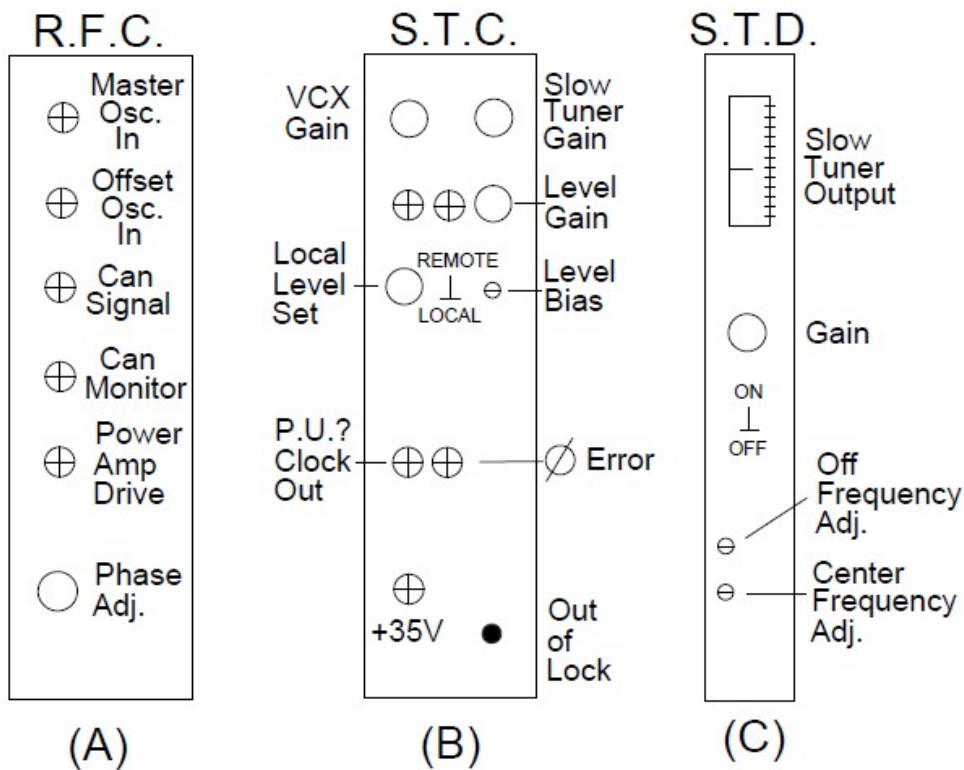 R.F.C.
Master
Osc.
In
Offset
Osc.
In
Can
Signal
Can
Monitor
Power
Amp
Drive
Phase
Adj.
(A)
S.T.C.
VCX
Gain
Slow
Tuner
Gain
Level
Gain
Local
Level
Set
REMOTE
LOCAL
Level
Bias
P.U.?
Clock
Out
Error
+35V
Out
of
Lock
(B)
S.T.D.
Slow
Tuner
Output
Gain
ON
OFF
Off
Frequency
Adj.
Center
Frequency
Adj.
(C)